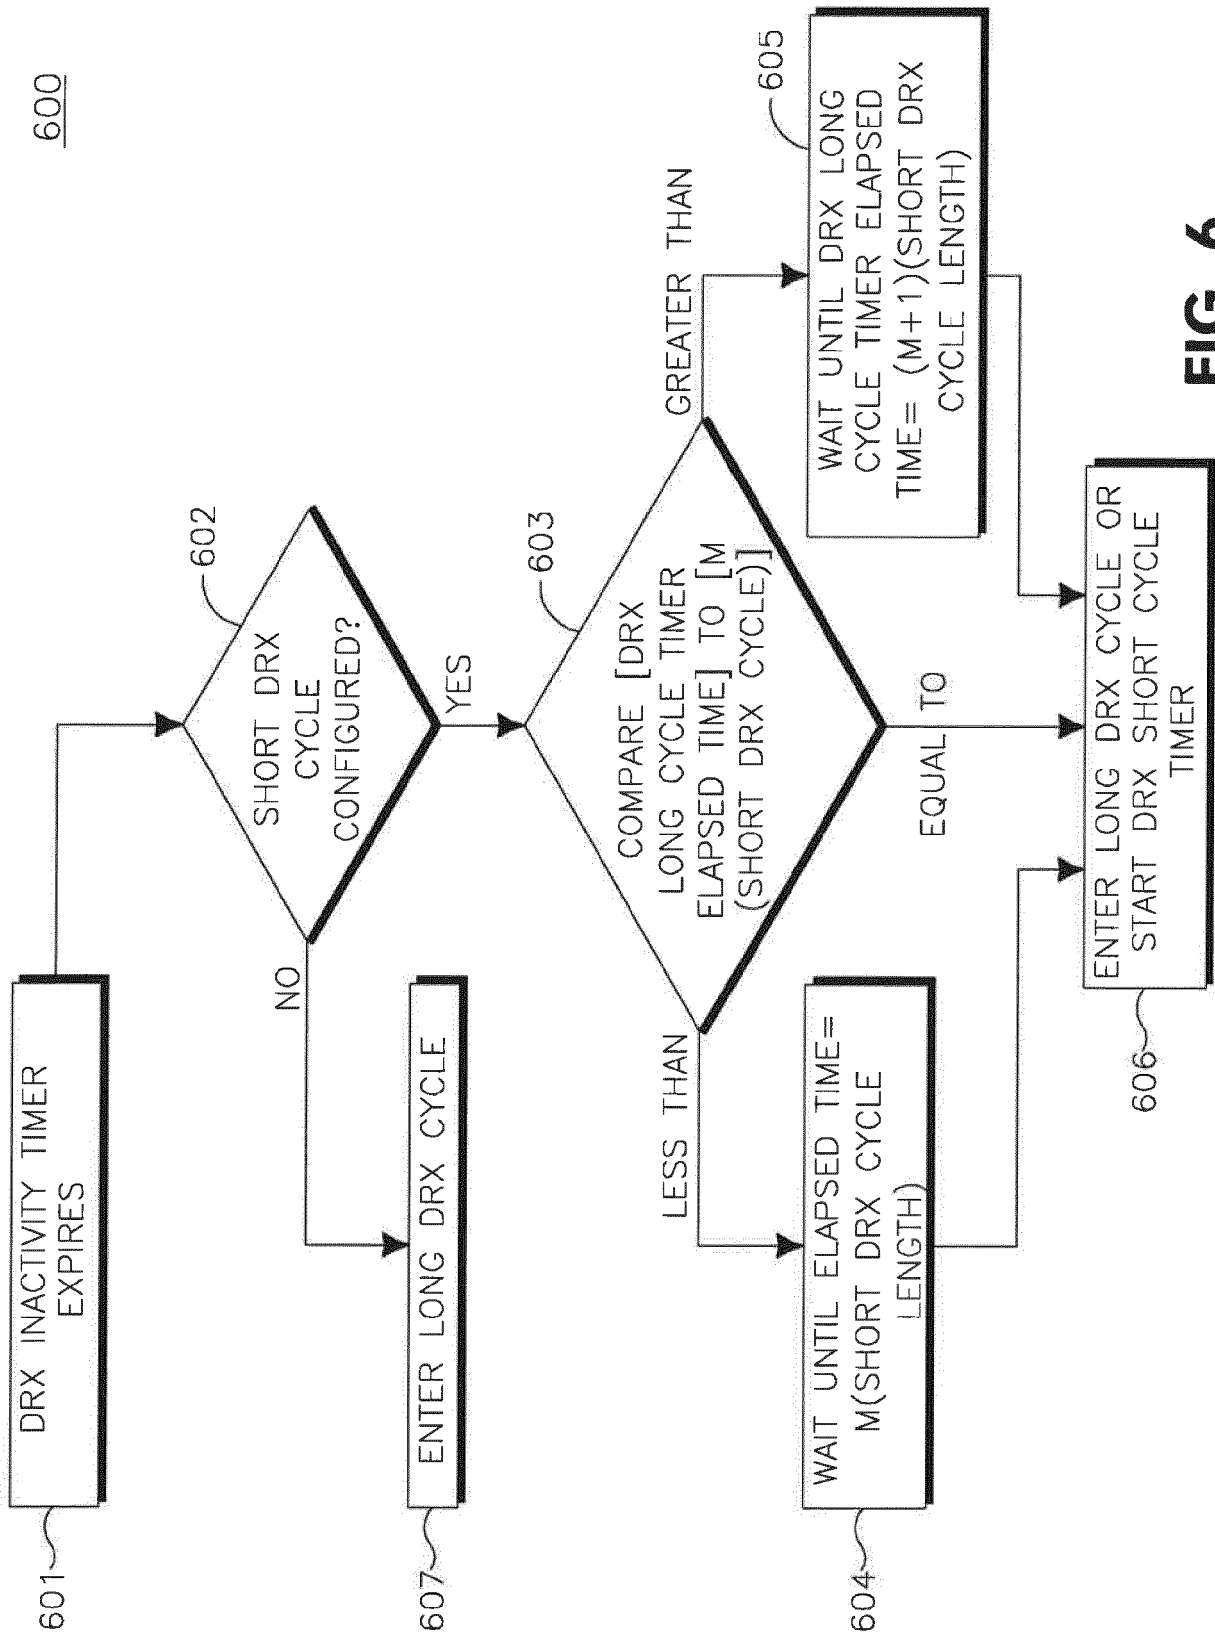 600
601
DRX INACTIVITY TIMER
EXPIRES
602
SHORT DRX
CYCLE
CONFIGURED?
NO
YES
607
ENTER LONG DRX CYCLE
603
COMPARE [DRX
LONG CYCLE TIMER
ELAPSED TIME] TO [M
(SHORT DRX CYCLE)]
LESS THAN
EQUAL TO
GREATER THAN
604
WAIT UNTIL ELAPSED TIME=
M(SHORT DRX CYCLE
LENGTH)
605
WAIT UNTIL DRX LONG
CYCLE TIMER ELAPSED
TIME= (M+1)(SHORT DRX
CYCLE LENGTH)
606
ENTER LONG DRX CYCLE OR
START DRX SHORT CYCLE
TIMER
FIG. 6